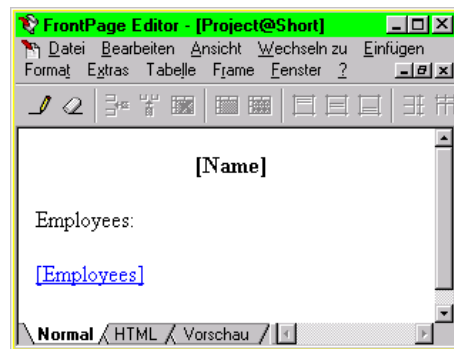 FrontPage Editor - [Project@Short]
Datei Bearbeiten Ansicht Wechseln zu Einfügen
Format Extras Tabelle Frame Fenster ?
[Name]
Employees:
[Employees]
Normal HTML Vorschau